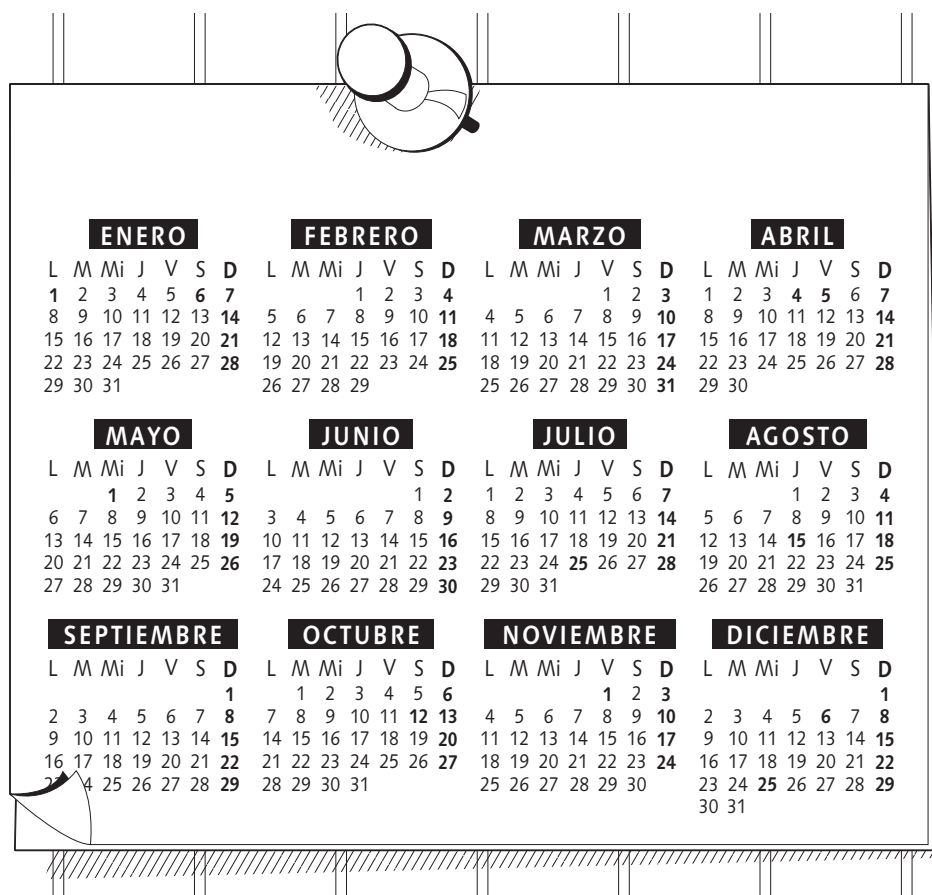 ENERO
L M Mi J V S D
1 2 3 4 5 6 7
8 9 10 11 12 13 14
15 16 17 18 19 20 21
22 23 24 25 26 27 28
29 30 31
FEBRERO
L M Mi J V S D
1 2 3 4
5 6 7 8 9 10 11
12 13 14 15 16 17 18
19 20 21 22 23 24 25
26 27 28 29
MARZO
L M Mi J V S D
1 2 3
4 5 6 7 8 9 10
11 12 13 14 15 16 17
18 19 20 21 22 23 24
25 26 27 28 29 30 31
ABRIL
L M Mi J V S D
1 2 3 4 5 6 7
8 9 10 11 12 13 14
15 16 17 18 19 20 21
22 23 24 25 26 27 28
29 30
MAYO
L M Mi J V S D
1 2 3 4 5
6 7 8 9 10 11 12
13 14 15 16 17 18 19
20 21 22 23 24 25 26
27 28 29 30 31
JUNIO
L M Mi J V S D
1 2
3 4 5 6 7 8 9
10 11 12 13 14 15 16
17 18 19 20 21 22 23
24 25 26 27 28 29 30
JULIO
L M Mi J V S D
1 2 3 4 5 6 7
8 9 10 11 12 13 14
15 16 17 18 19 20 21
22 23 24 25 26 27 28
29 30 31
AGOSTO
L M Mi J V S D
1 2 3 4
5 6 7 8 9 10 11
12 13 14 15 16 17 18
19 20 21 22 23 24 25
26 27 28 29 30 31
SEPTIEMBRE
L M Mi J V S D
1
2 3 4 5 6 7 8
9 10 11 12 13 14 15
16 17 18 19 20 21 22
25 26 27 28 29
OCTUBRE
L M Mi J V S D
1 2 3 4 5 6
7 8 9 10 11 12 13
14 15 16 17 18 19 20
21 22 23 24 25 26 27
28 29 30 31
NOVIEMBRE
L M Mi J V S D
1 2 3
4 5 6 7 8 9 10
11 12 13 14 15 16 17
18 19 20 21 22 23 24
25 26 27 28 29 30
DICIEMBRE
L M Mi J V S D
1
2 3 4 5 6 7 8
9 10 11 12 13 14 15
16 17 18 19 20 21 22
23 24 25 26 27 28 29
30 31